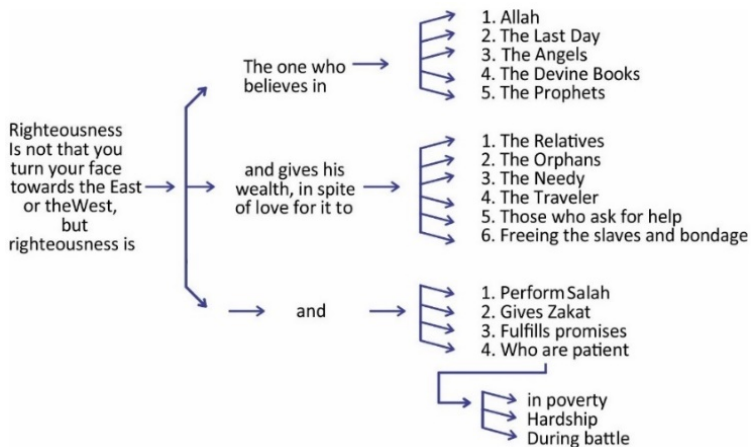 Righteousness
Is not that you
turn your face
towards the East
or theWest,
but
righteousness is
The one who
believes in
1. Allah
2. The Last Day
3. The Angels
4. The Devine Books
5. The Prophets
and gives his
wealth, in spite
of love for it to
1. The Relatives
2. The Orphans
3. The Needy
4. The Traveler
5. Those who ask for help
6. Freeing the slaves and bondage
and
1. Perform Salah
2. Gives Zakat
3. Fulfills promises
4. Who are patient
in poverty
Hardship
During battle